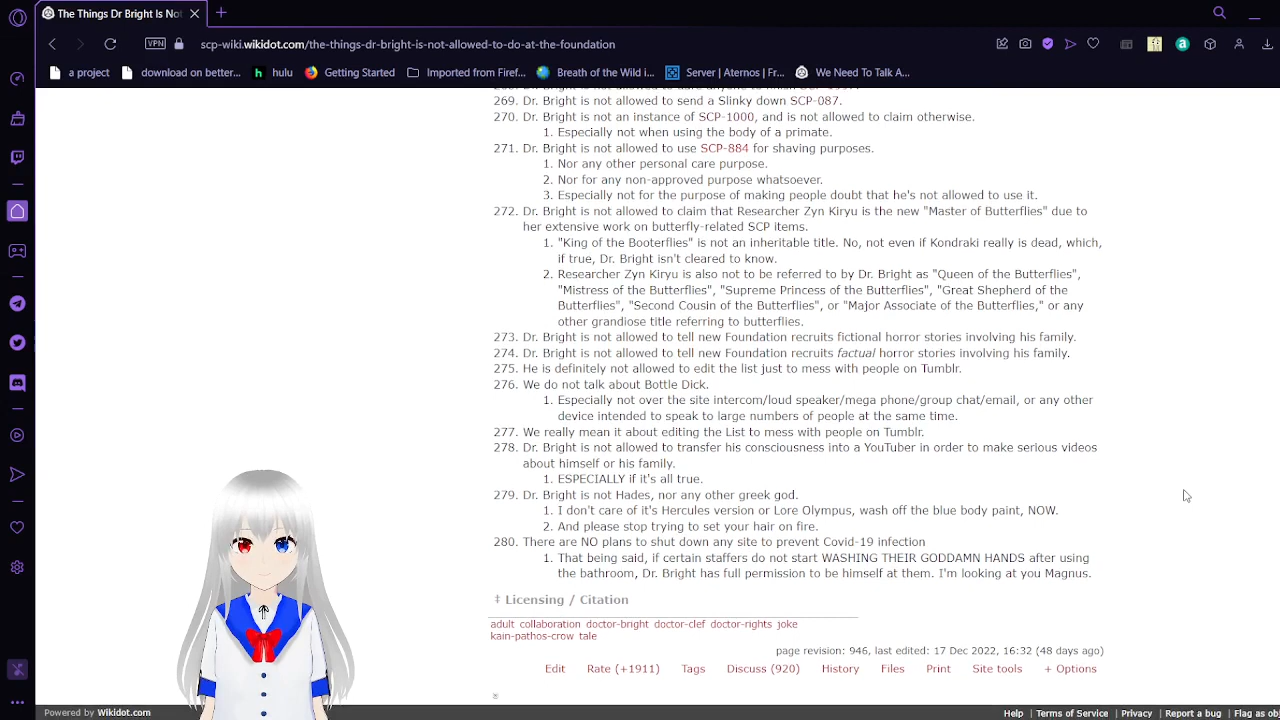 The Things Dr Bright Is Not
VPN
scp-wiki.wikidot.com/the-things-dr-bright-is-not-allowed-to-do-at-the-foundation
a project
download on better...
hulu
Getting Started
Imported from Firef...
Breath of the Wild i...
Server | Aternos | Fr...
We Need To Talk A...
269. Dr. Bright is not allowed to send a Slinky down SCP-087.
270. Dr. Bright is not an instance of SCP-1000, and is not allowed to claim otherwise.
1. Especially not when using the body of a primate.
271. Dr. Bright is not allowed to use SCP-884 for shaving purposes.
1. Nor any other personal care purpose.
2. Nor for any non-approved purpose whatsoever.
3. Especially not for the purpose of making people doubt that he's not allowed to use it.
272. Dr. Bright is not allowed to claim that Researcher Zyn Kiryu is the new "Master of Butterflies" due to
her extensive work on butterfly-related SCP items.
1. "King of the Booterflies" is not an inheritable title. No, not even if Kondraki really is dead, which,
if true, Dr. Bright isn't cleared to know.
2. Researcher Zyn Kiryu is also not to be referred to by Dr. Bright as "Queen of the Butterflies",
"Mistress of the Butterflies", "Supreme Princess of the Butterflies", "Great Shepherd of the
Butterflies", "Second Cousin of the Butterflies", or "Major Associate of the Butterflies," or any
other grandiose title referring to butterflies.
273. Dr. Bright is not allowed to tell new Foundation recruits fictional horror stories involving his family.
274. Dr. Bright is not allowed to tell new Foundation recruits factual horror stories involving his family.
275. He is definitely not allowed to edit the list just to mess with people on Tumblr.
276. We do not talk about Bottle Dick.
1. Especially not over the site intercom/loud speaker/mega phone/group chat/email, or any other
device intended to speak to large numbers of people at the same time.
277. We really mean it about editing the List to mess with people on Tumblr.
278. Dr. Bright is not allowed to transfer his consciousness into a YouTuber in order to make serious videos
about himself or his family.
1. ESPECIALLY if it's all true.
279. Dr. Bright is not Hades, nor any other greek god.
1. I don't care of it's Hercules version or Lore Olympus, wash off the blue body paint, NOW.
2. And please stop trying to set your hair on fire.
280. There are NO plans to shut down any site to prevent Covid-19 infection
1. That being said, if certain staffers do not start WASHING THEIR GODDAMN HANDS after using
the bathroom, Dr. Bright has full permission to be himself at them. I'm looking at you Magnus.
‡ Licensing / Citation
adult collaboration doctor-bright doctor-clef doctor-rights joke
kain-pathos-crow tale
page revision: 946, last edited: 17 Dec 2022, 16:32 (48 days ago)
Edit Rate (+1911) Tags Discuss (920) History Files Print Site tools + Options
Powered by Wikidot.com
Help | Terms of Service | Privacy | Report a bug | Flag as ob